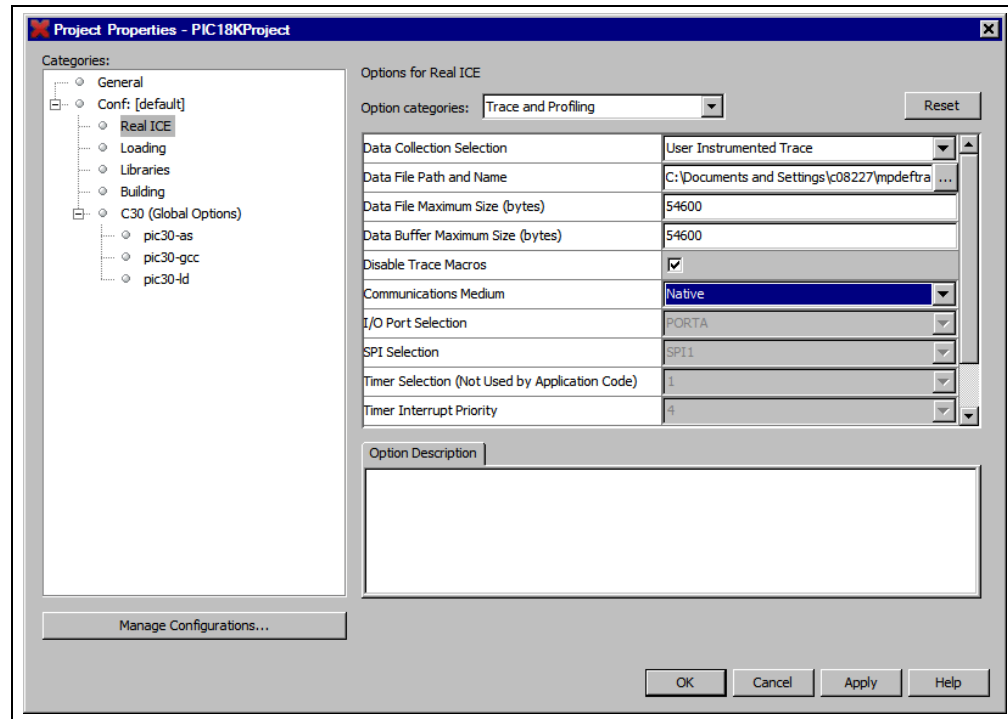 Project Properties - PIC18KProject
Categories:
General
Conf: [default]
Real ICE
Loading
Libraries
Building
C30 (Global Options)
pic30-as
pic30-gcc
pic30-ld
Manage Configurations...
Options for Real ICE
Option categories: Trace and Profiling Reset
Data Collection Selection User Instrumented Trace
Data File Path and Name C:\Documents and Settings\c08227\mpdeftra ...
Data File Maximum Size (bytes) 54600
Data Buffer Maximum Size (bytes) 54600
Disable Trace Macros
Communications Medium Native
I/O Port Selection PORTA
SPI Selection SPI1
Timer Selection (Not Used by Application Code) 1
Timer Interrupt Priority 4
Option Description
OK Cancel Apply Help